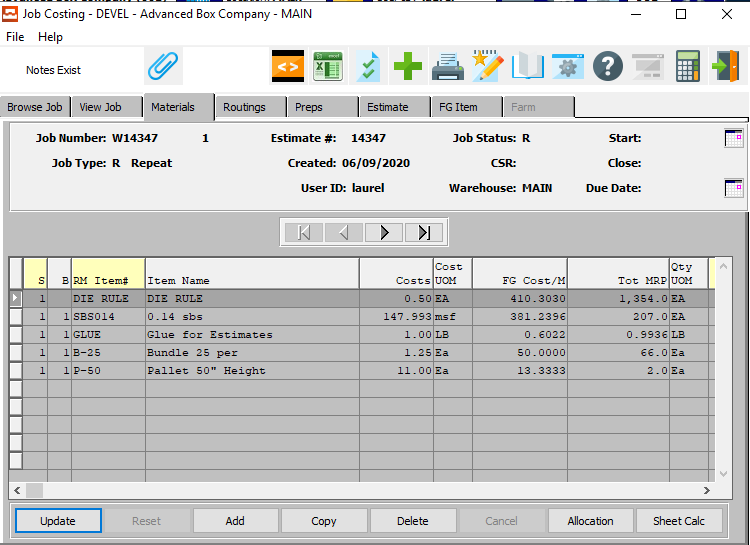 Job Costing - DEVEL - Advanced Box Company - MAIN
File Help
Notes Exist
Browse Job View Job Materials Routings Preps Estimate FG Item Farm
Job Number: W14347 1 Estimate #: 14347 Job Status: R Start:
Job Type: R Repeat Created: 06/09/2020 CSR: Close:
User ID: laurel Warehouse: MAIN Due Date:
Cost Qty
S B RM Item# Item Name Costs UOM FG Cost/M Tot MRP UOM
1 DIE RULE DIE RULE 0.50 EA 410.3030 1,354.0 EA
1 1 SBS014 0.14 sbs 147.993 msf 381.2396 207.0 EA
1 1 GLUE Glue for Estimates 1.00 LB 0.6022 0.9936 LB
1 1 B-25 Bundle 25 per 1.25 Ea 50.0000 66.0 Ea
1 1 P-50 Pallet 50" Height 11.00 Ea 13.3333 2.0 Ea
Update Reset Add Copy Delete Cancel Allocation Sheet Calc